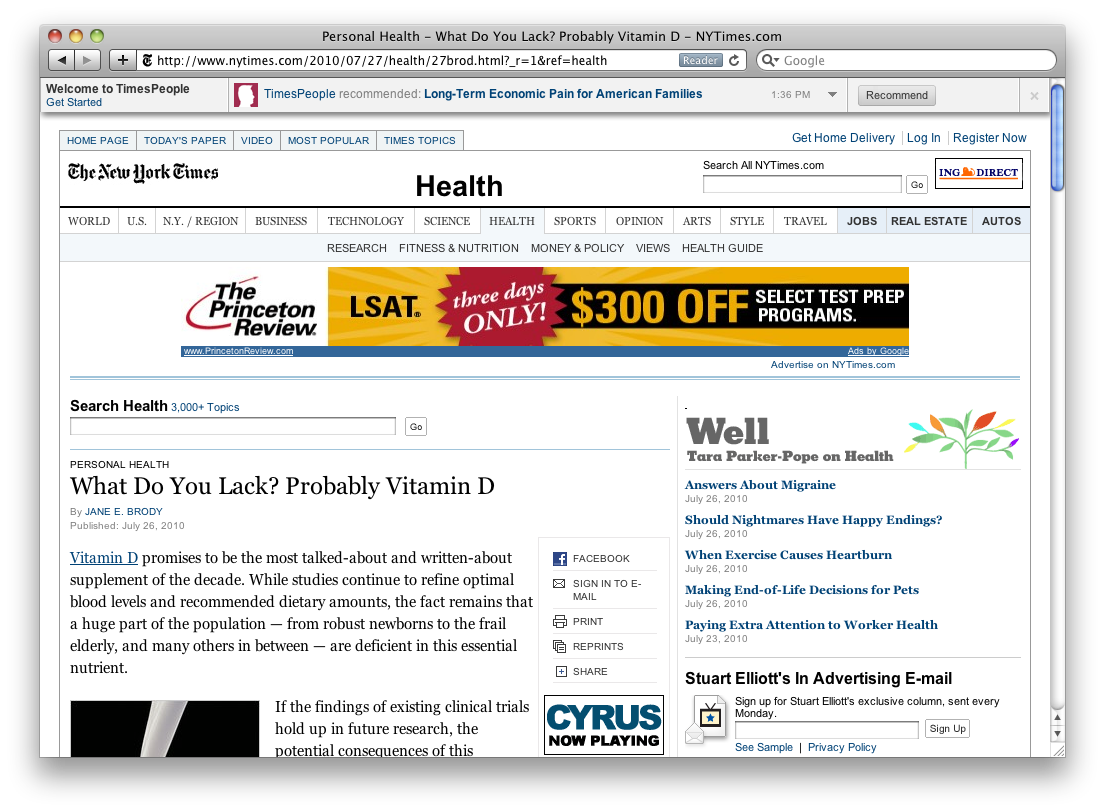 Personal Health – What Do You Lack? Probably Vitamin D – NYTimes.com
http://www.nytimes.com/2010/07/27/health/27brod.html?_r=1&ref=health
Reader
Google
Welcome to TimesPeople
Get Started
TimesPeople recommended: Long-Term Economic Pain for American Families
1:36 PM
Recommend
HOME PAGE TODAY'S PAPER VIDEO MOST POPULAR TIMES TOPICS
Get Home Delivery Log In Register Now
The New York Times
Health
Search All NYTimes.com
Go
ING DIRECT
WORLD U.S. N.Y. / REGION BUSINESS TECHNOLOGY SCIENCE HEALTH SPORTS OPINION ARTS STYLE TRAVEL JOBS REAL ESTATE AUTOS
RESEARCH FITNESS & NUTRITION MONEY & POLICY VIEWS HEALTH GUIDE
The
Princeton
Review.
LSAT®
three days
ONLY!
$300 OFF
SELECT TEST PREP
PROGRAMS.
www.PrincetonReview.com
Ads by Google
Advertise on NYTimes.com
Search Health 3,000+ Topics
Go
PERSONAL HEALTH
What Do You Lack? Probably Vitamin D
By JANE E. BRODY
Published: July 26, 2010
Vitamin D promises to be the most talked-about and written-about
supplement of the decade. While studies continue to refine optimal
blood levels and recommended dietary amounts, the fact remains that
a huge part of the population — from robust newborns to the frail
elderly, and many others in between — are deficient in this essential
nutrient.
If the findings of existing clinical trials
hold up in future research, the
potential consequences of this
FACEBOOK
SIGN IN TO E-
MAIL
PRINT
REPRINTS
SHARE
CYRUS
NOW PLAYING
Well
Tara Parker-Pope on Health
Answers About Migraine
July 26, 2010
Should Nightmares Have Happy Endings?
July 26, 2010
When Exercise Causes Heartburn
July 26, 2010
Making End-of-Life Decisions for Pets
July 26, 2010
Paying Extra Attention to Worker Health
July 23, 2010
Stuart Elliott's In Advertising E-mail
Sign up for Stuart Elliott's exclusive column, sent every
Monday.
Sign Up
See Sample | Privacy Policy